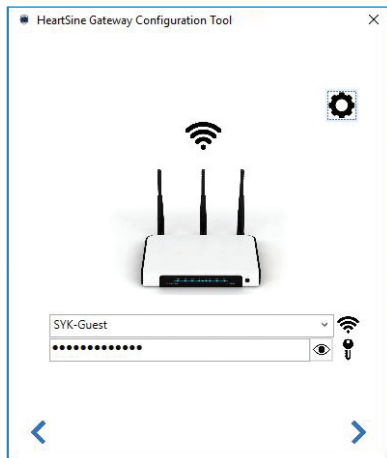 HeartSine Gateway Configuration Tool
SYK-Guest
•••••••••••••